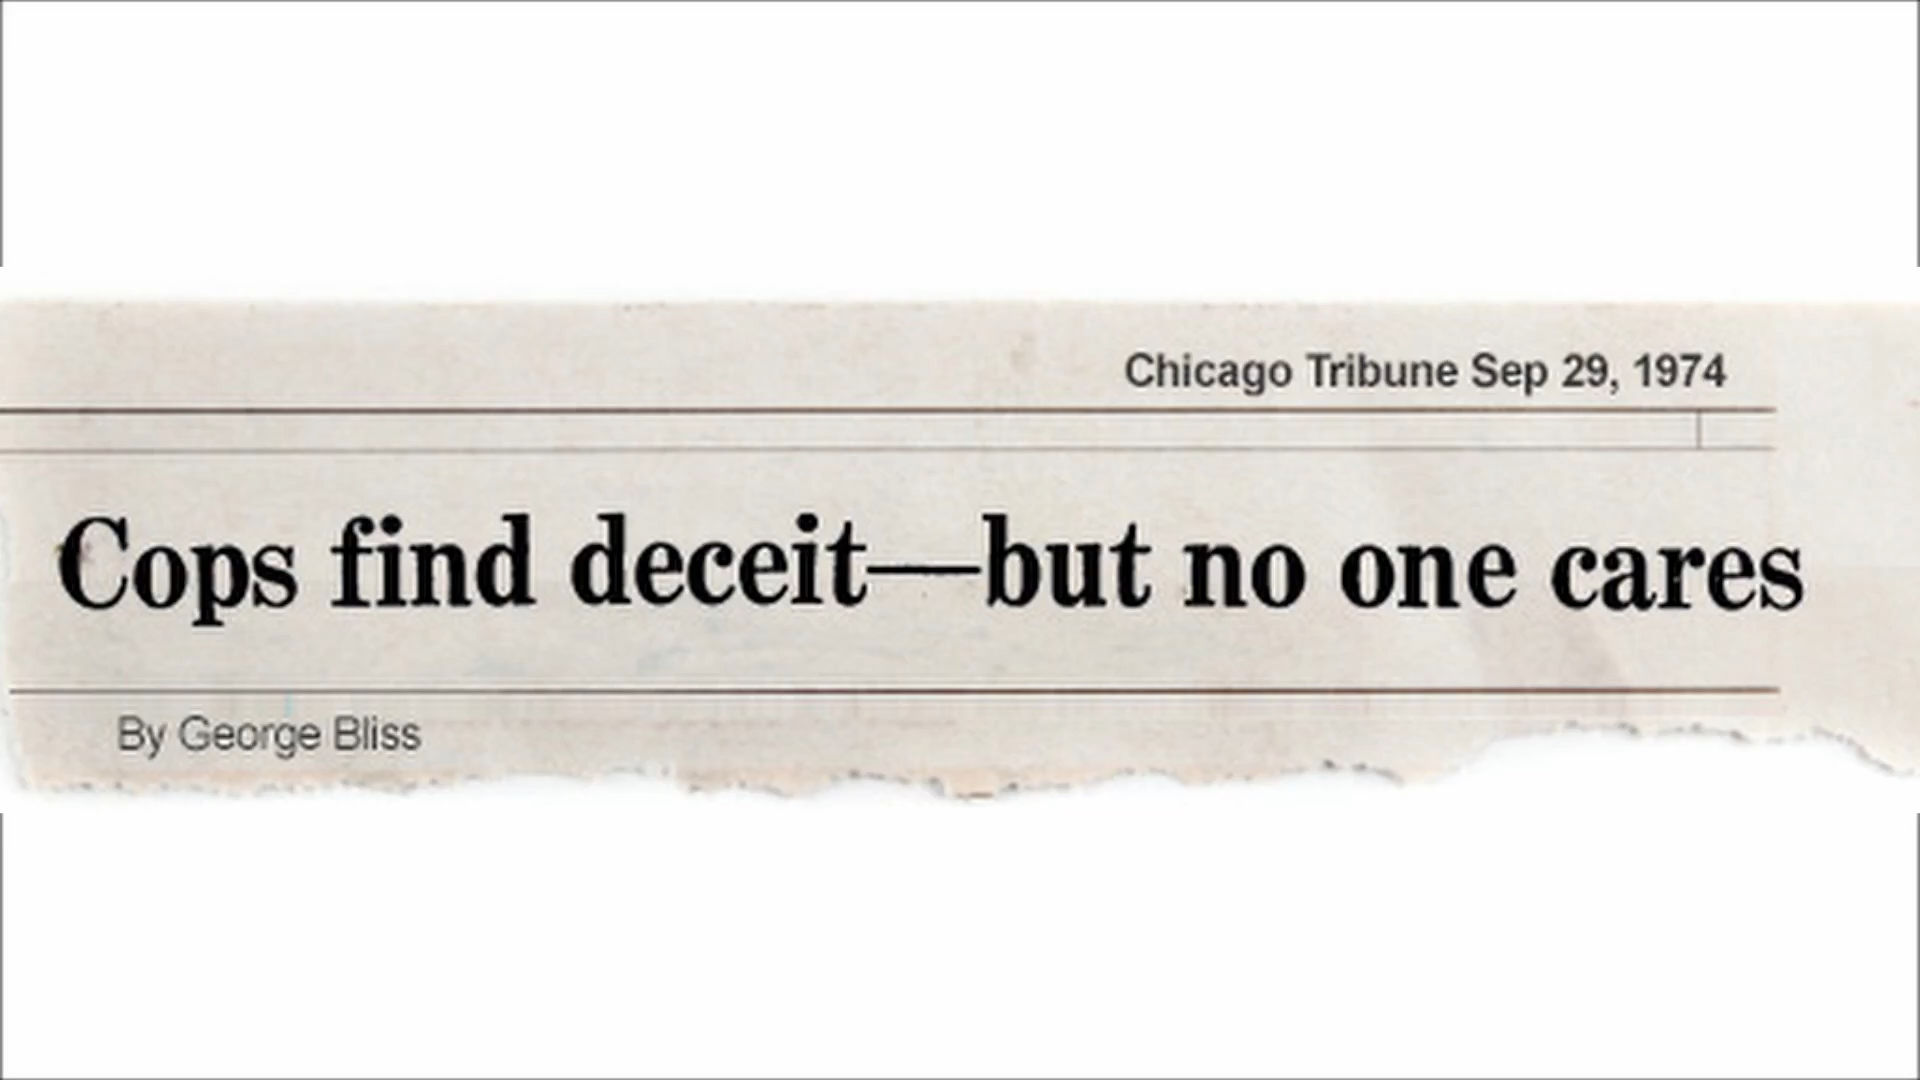 Chicago Tribune Sep 29, 1974
Cops find deceit—but no one cares
By George Bliss